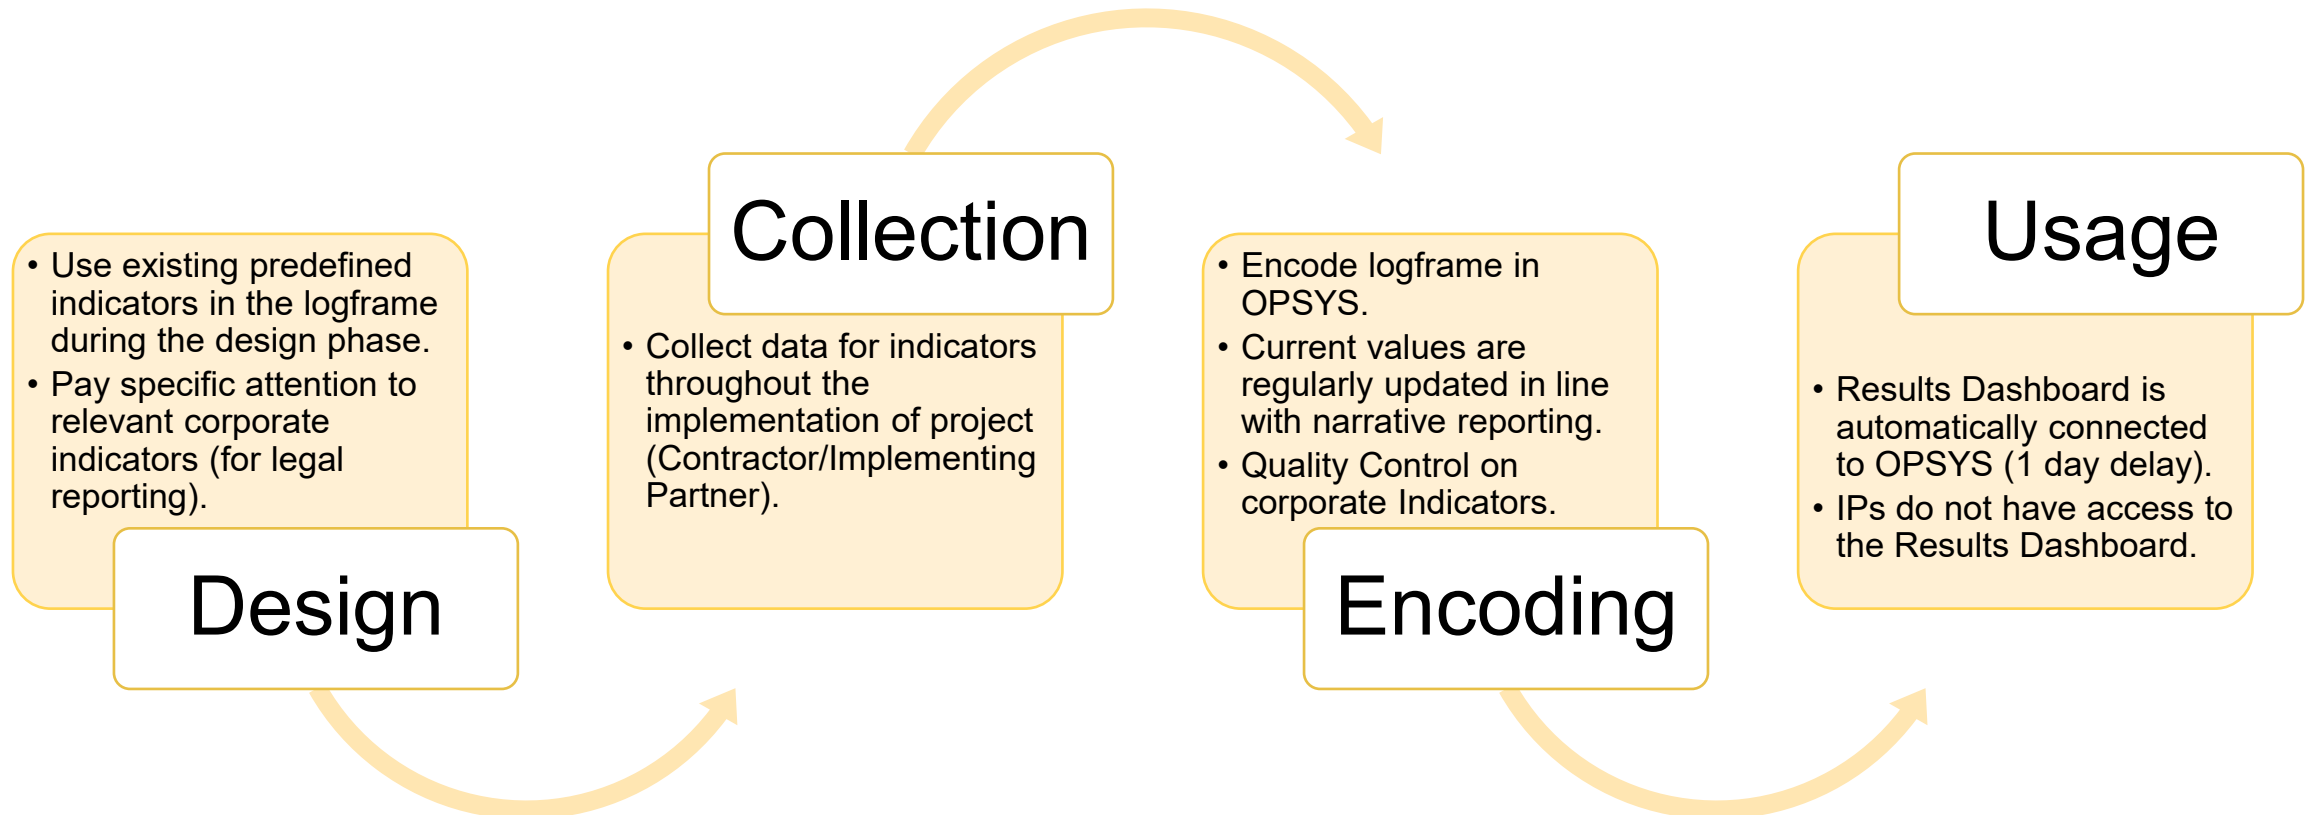 • Use existing predefined
indicators in the logframe
during the design phase.
• Pay specific attention to
relevant corporate
indicators (for legal
reporting).
Design
Collection
• Collect data for indicators
throughout the
implementation of project
(Contractor/Implementing
Partner).
• Encode logframe in
OPSYS.
• Current values are
regularly updated in line
with narrative reporting.
• Quality Control on
corporate Indicators.
Encoding
Usage
• Results Dashboard is
automatically connected
to OPSYS (1 day delay).
• IPs do not have access to
the Results Dashboard.